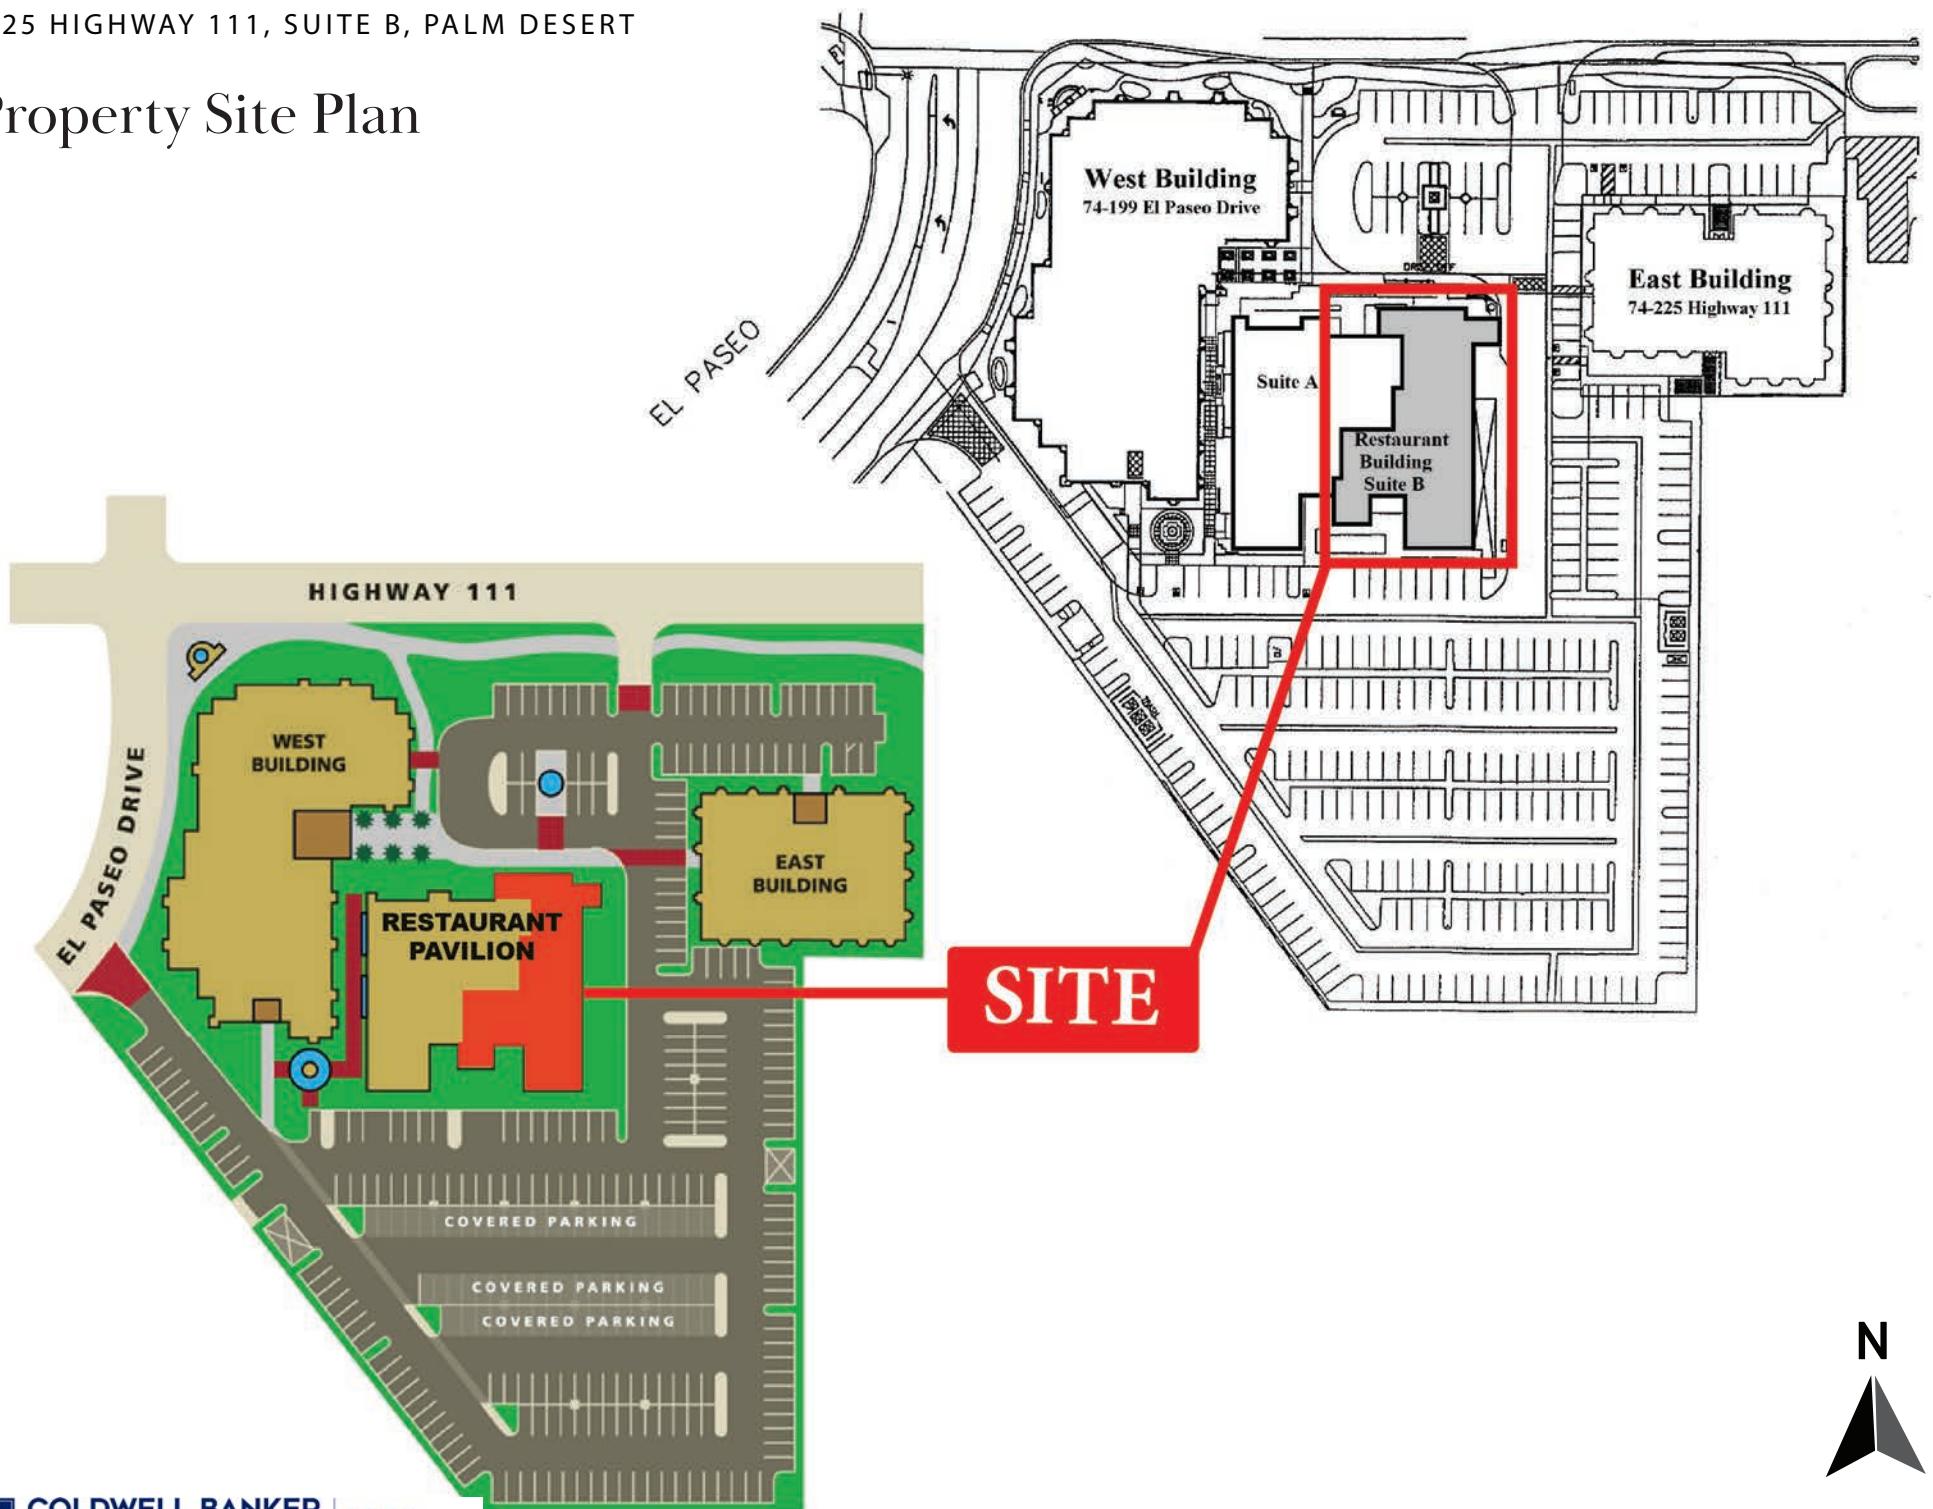 25 HIGHWAY 111, SUITE B, PALM DESERT
Property Site Plan
West Building
74-199 El Paseo Drive
East Building
74-225 Highway 111
EL PASEO
Suite A
Restaurant
Building
Suite B
HIGHWAY 111
WEST
BUILDING
EL PASEO DRIVE
EAST
BUILDING
RESTAURANT
PAVILION
SITE
COVERED PARKING
COVERED PARKING
COVERED PARKING
N
COLDWELL BANKER